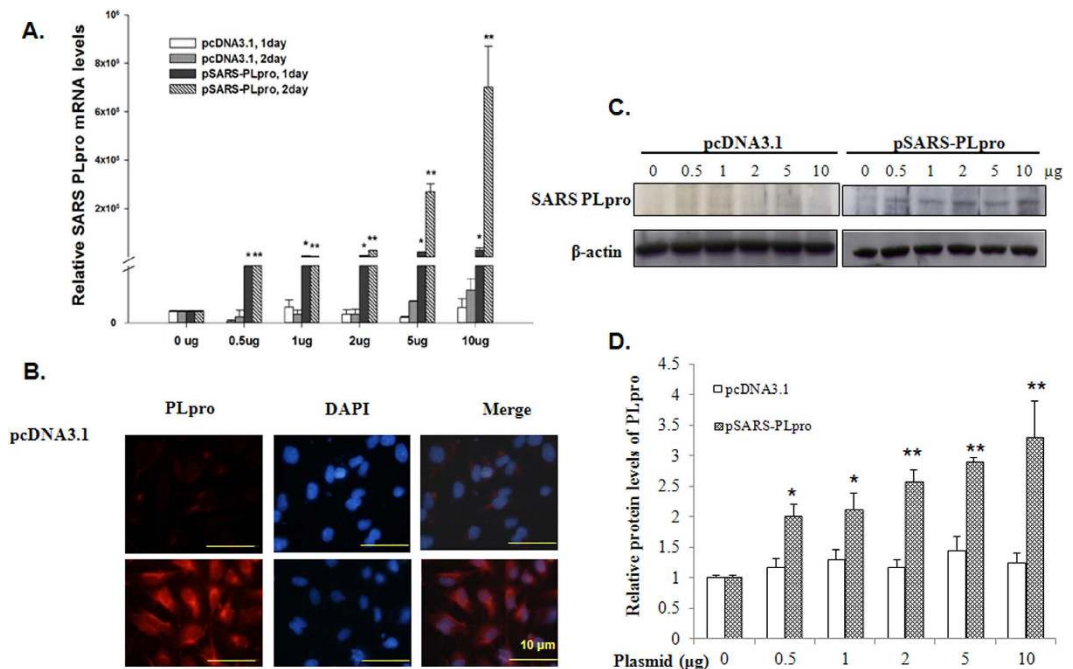 A.
Relative SARS PLpro mRNA levels
10⁶
8x10⁵
6x10⁵
4x10⁵
2x10⁵
0
pcDNA3.1, 1day
pcDNA3.1, 2day
pSARS-PLpro, 1day
pSARS-PLpro, 2day
* ** * ** * ** * ** * **
0 ug 0.5ug 1ug 2ug 5ug 10ug
B.
PLpro DAPI Merge
pcDNA3.1
10 µm
C.
pcDNA3.1 pSARS-PLpro
0 0.5 1 2 5 10 0 0.5 1 2 5 10 µg
SARS PLpro
β-actin
D.
Relative protein levels of PLpro
4.5
4
3.5
3
2.5
2
1.5
1
0.5
0
pcDNA3.1
pSARS-PLpro
* * ** ** **
Plasmid (µg) 0 0.5 1 2 5 10